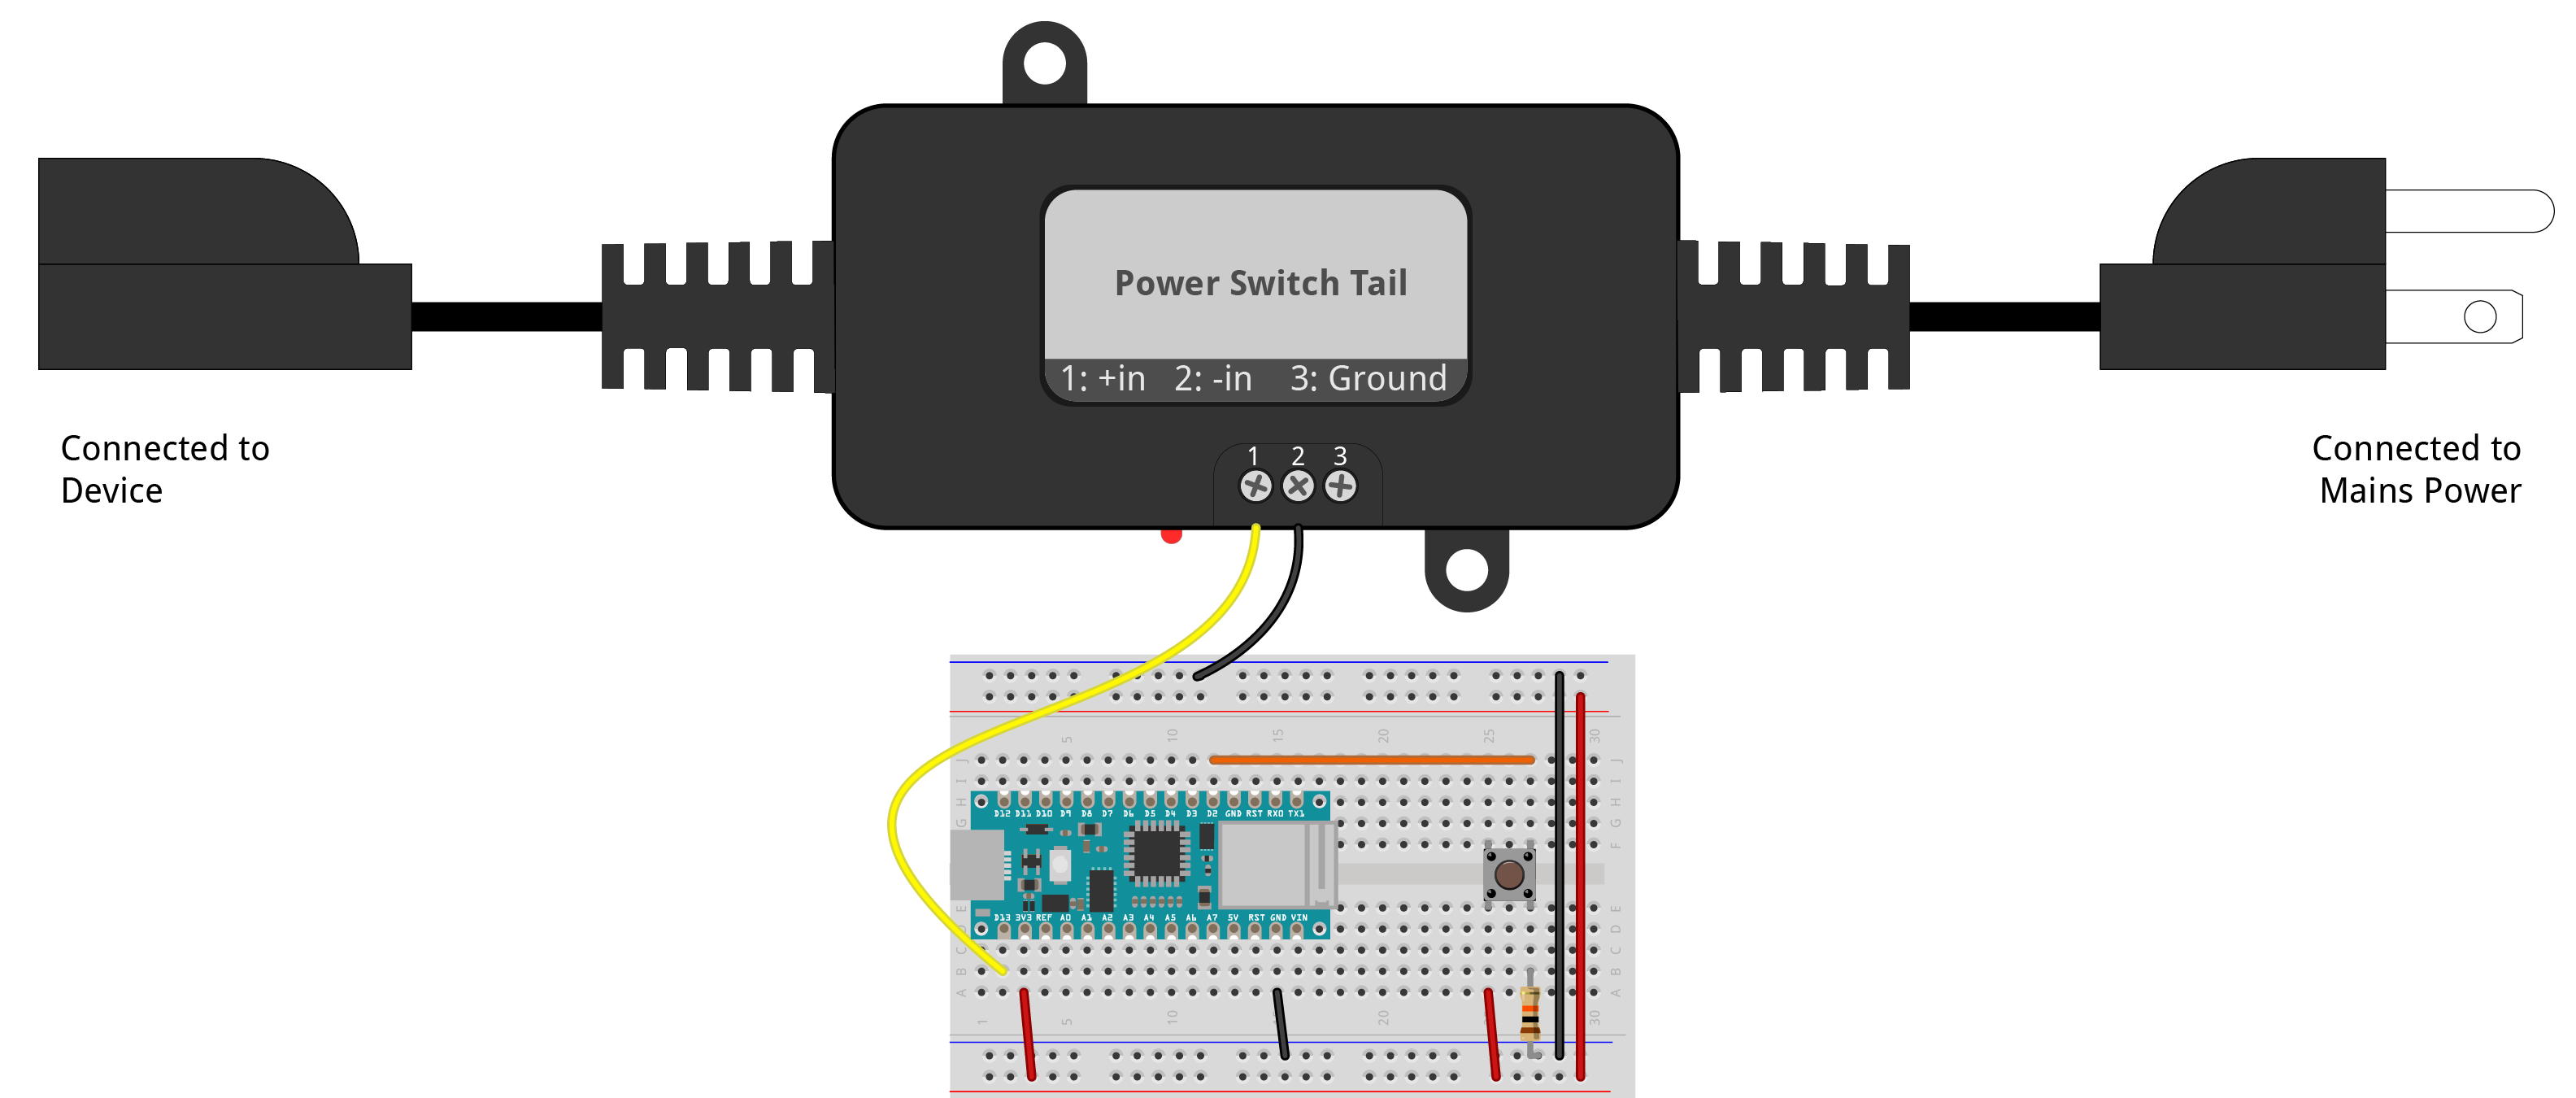 Power Switch Tail
1: +in 2: -in 3: Ground
Connected to
Device
Connected to
Mains Power
1 2 3
5 10 15 20 25 30
J J
I I
H H
D12 D11 D10 D9 D8 D7 D6 D5 D4 D3 D2 GND RST RX0 TX1
G G
F
E
D13 3V3 REF A0 A1 A2 A3 A4 A5 A6 A7 5V RST GND VIN
D
C C
B B
A A
1 5 10 20 30